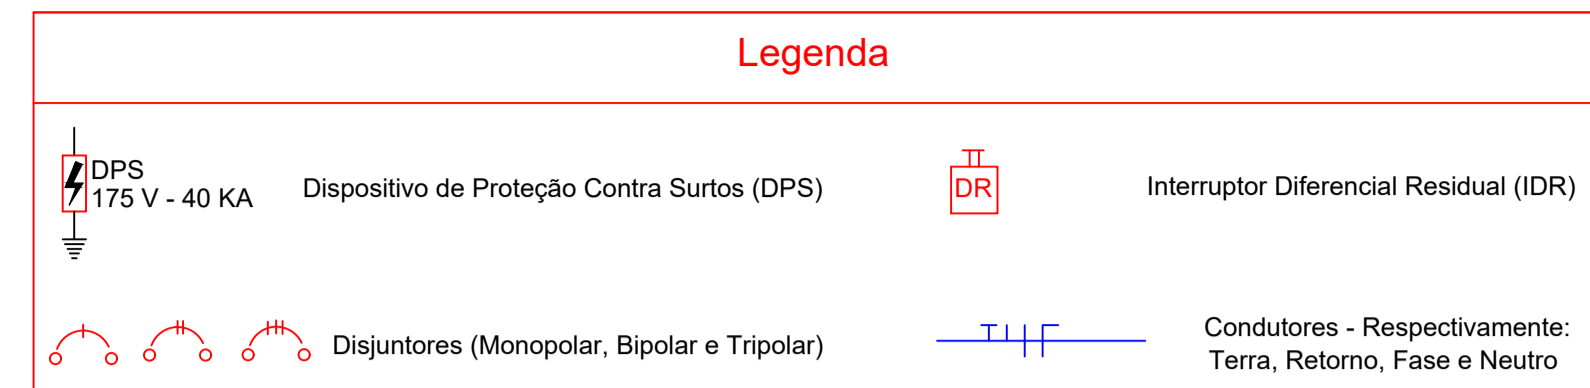 Legenda
DPS
175 V - 40 KA
Dispositivo de Proteção Contra Surtos (DPS)
DR
Interruptor Diferencial Residual (IDR)
Disjuntores (Monopolar, Bipolar e Tripolar)
Condutores - Respectivamente:
Terra, Retorno, Fase e Neutro